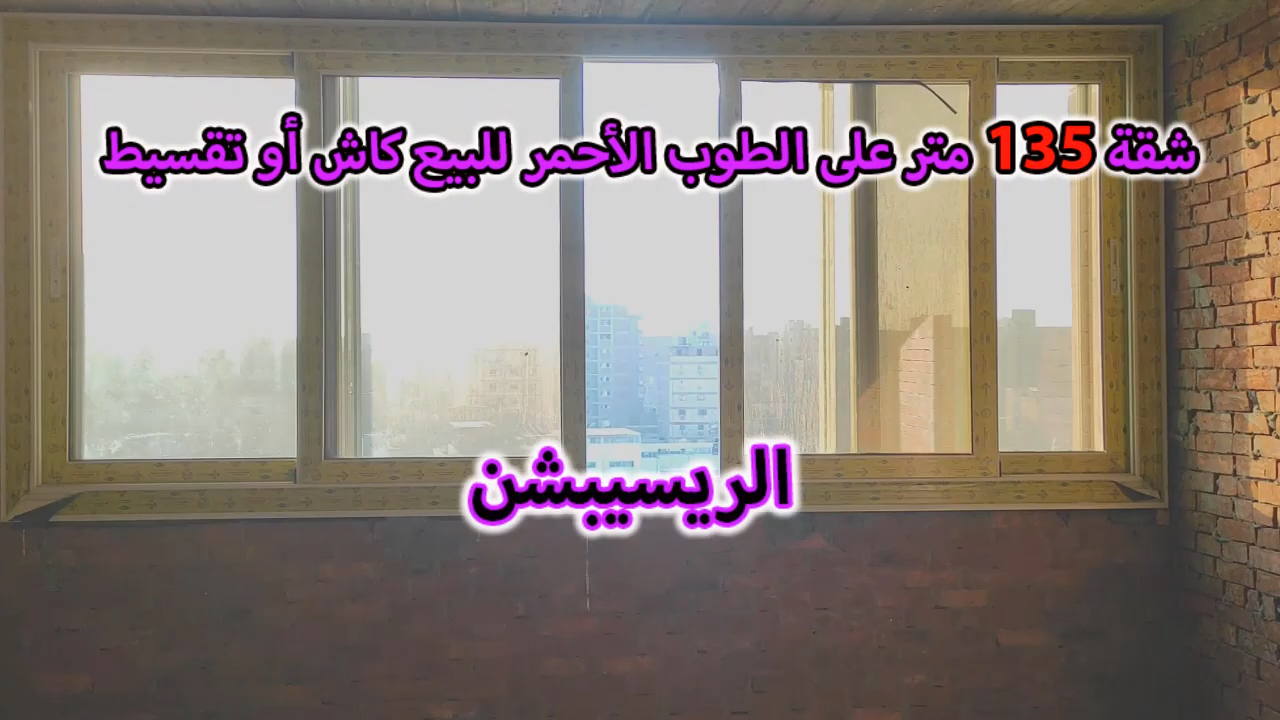 شقة 135 متر على الطوب الأحمر للبيع كاش أو تقسيط
الريسيبشن